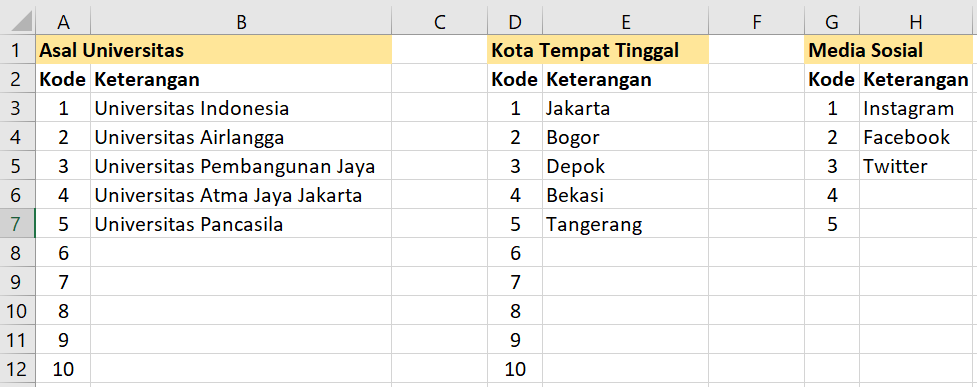 A B C D E F G H
1 Asal Universitas Kota Tempat Tinggal Media Sosial
2 Kode Keterangan Kode Keterangan Kode Keterangan
3 1 Universitas Indonesia 1 Jakarta 1 Instagram
4 2 Universitas Airlangga 2 Bogor 2 Facebook
5 3 Universitas Pembangunan Jaya 3 Depok 3 Twitter
6 4 Universitas Atma Jaya Jakarta 4 Bekasi 4
7 5 Universitas Pancasila 5 Tangerang 5
8 6 6
9 7 7
10 8 8
11 9 9
12 10 10